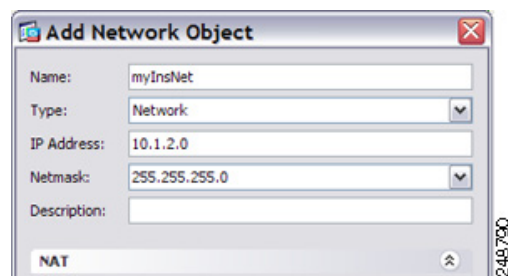 Add Network Object
Name: myInsNet
Type: Network
IP Address: 10.1.2.0
Netmask: 255.255.255.0
Description:
NAT
248790